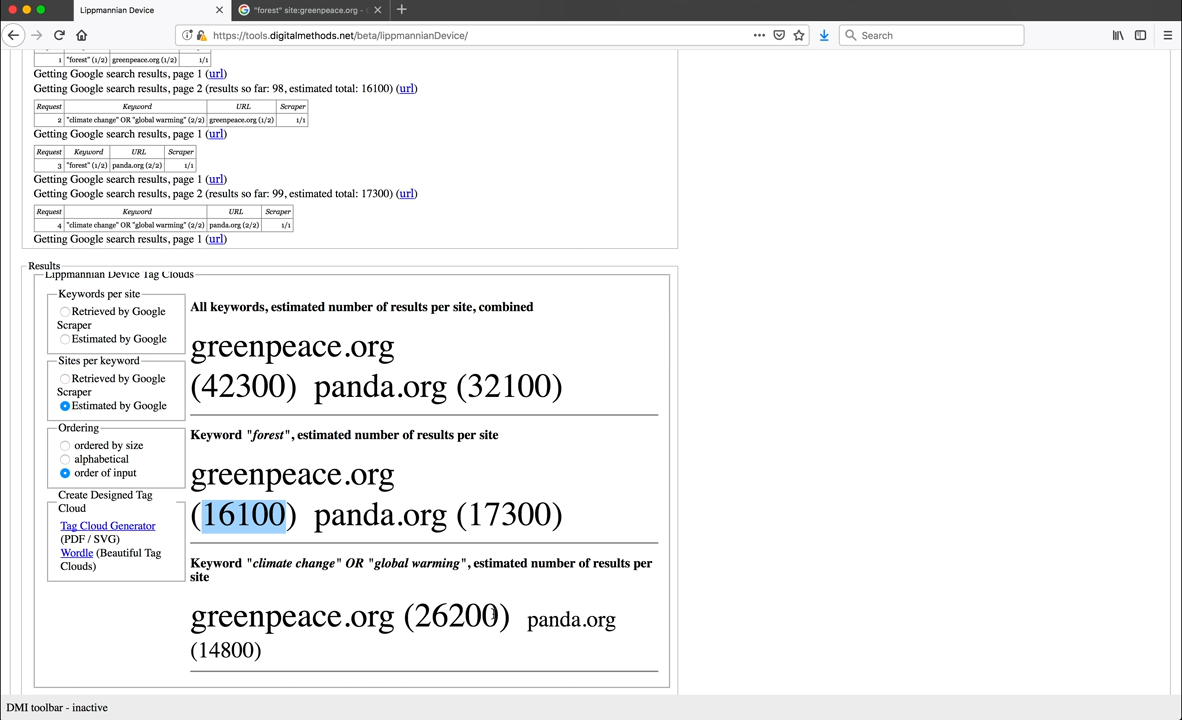 Lippmannian Device
"forest" site:greenpeace.org -
https://tools.digitalmethods.net/beta/lippmannianDevice/
Search
1 "forest" (1/2) greenpeace.org (1/2) 1/1
Getting Google search results, page 1 (url)
Getting Google search results, page 2 (results so far: 98, estimated total: 16100) (url)
Request Keyword URL Scraper
2 "climate change" OR "global warming" (2/2) greenpeace.org (1/2) 1/1
Getting Google search results, page 1 (url)
Request Keyword URL Scraper
3 "forest" (1/2) panda.org (2/2) 1/1
Getting Google search results, page 1 (url)
Getting Google search results, page 2 (results so far: 99, estimated total: 17300) (url)
Request Keyword URL Scraper
4 "climate change" OR "global warming" (2/2) panda.org (2/2) 1/1
Getting Google search results, page 1 (url)
Results
Lippmannian Device Tag Clouds
Keywords per site
Retrieved by Google
Scraper
Estimated by Google
Sites per keyword
Retrieved by Google
Scraper
Estimated by Google
Ordering
ordered by size
alphabetical
order of input
Create Designed Tag
Cloud
Tag Cloud Generator
(PDF / SVG)
Wordle (Beautiful Tag
Clouds)
All keywords, estimated number of results per site, combined
greenpeace.org
(42300) panda.org (32100)
Keyword "forest", estimated number of results per site
greenpeace.org
(16100) panda.org (17300)
Keyword "climate change" OR "global warming", estimated number of results per
site
greenpeace.org (26200) panda.org
(14800)
DMI toolbar - inactive